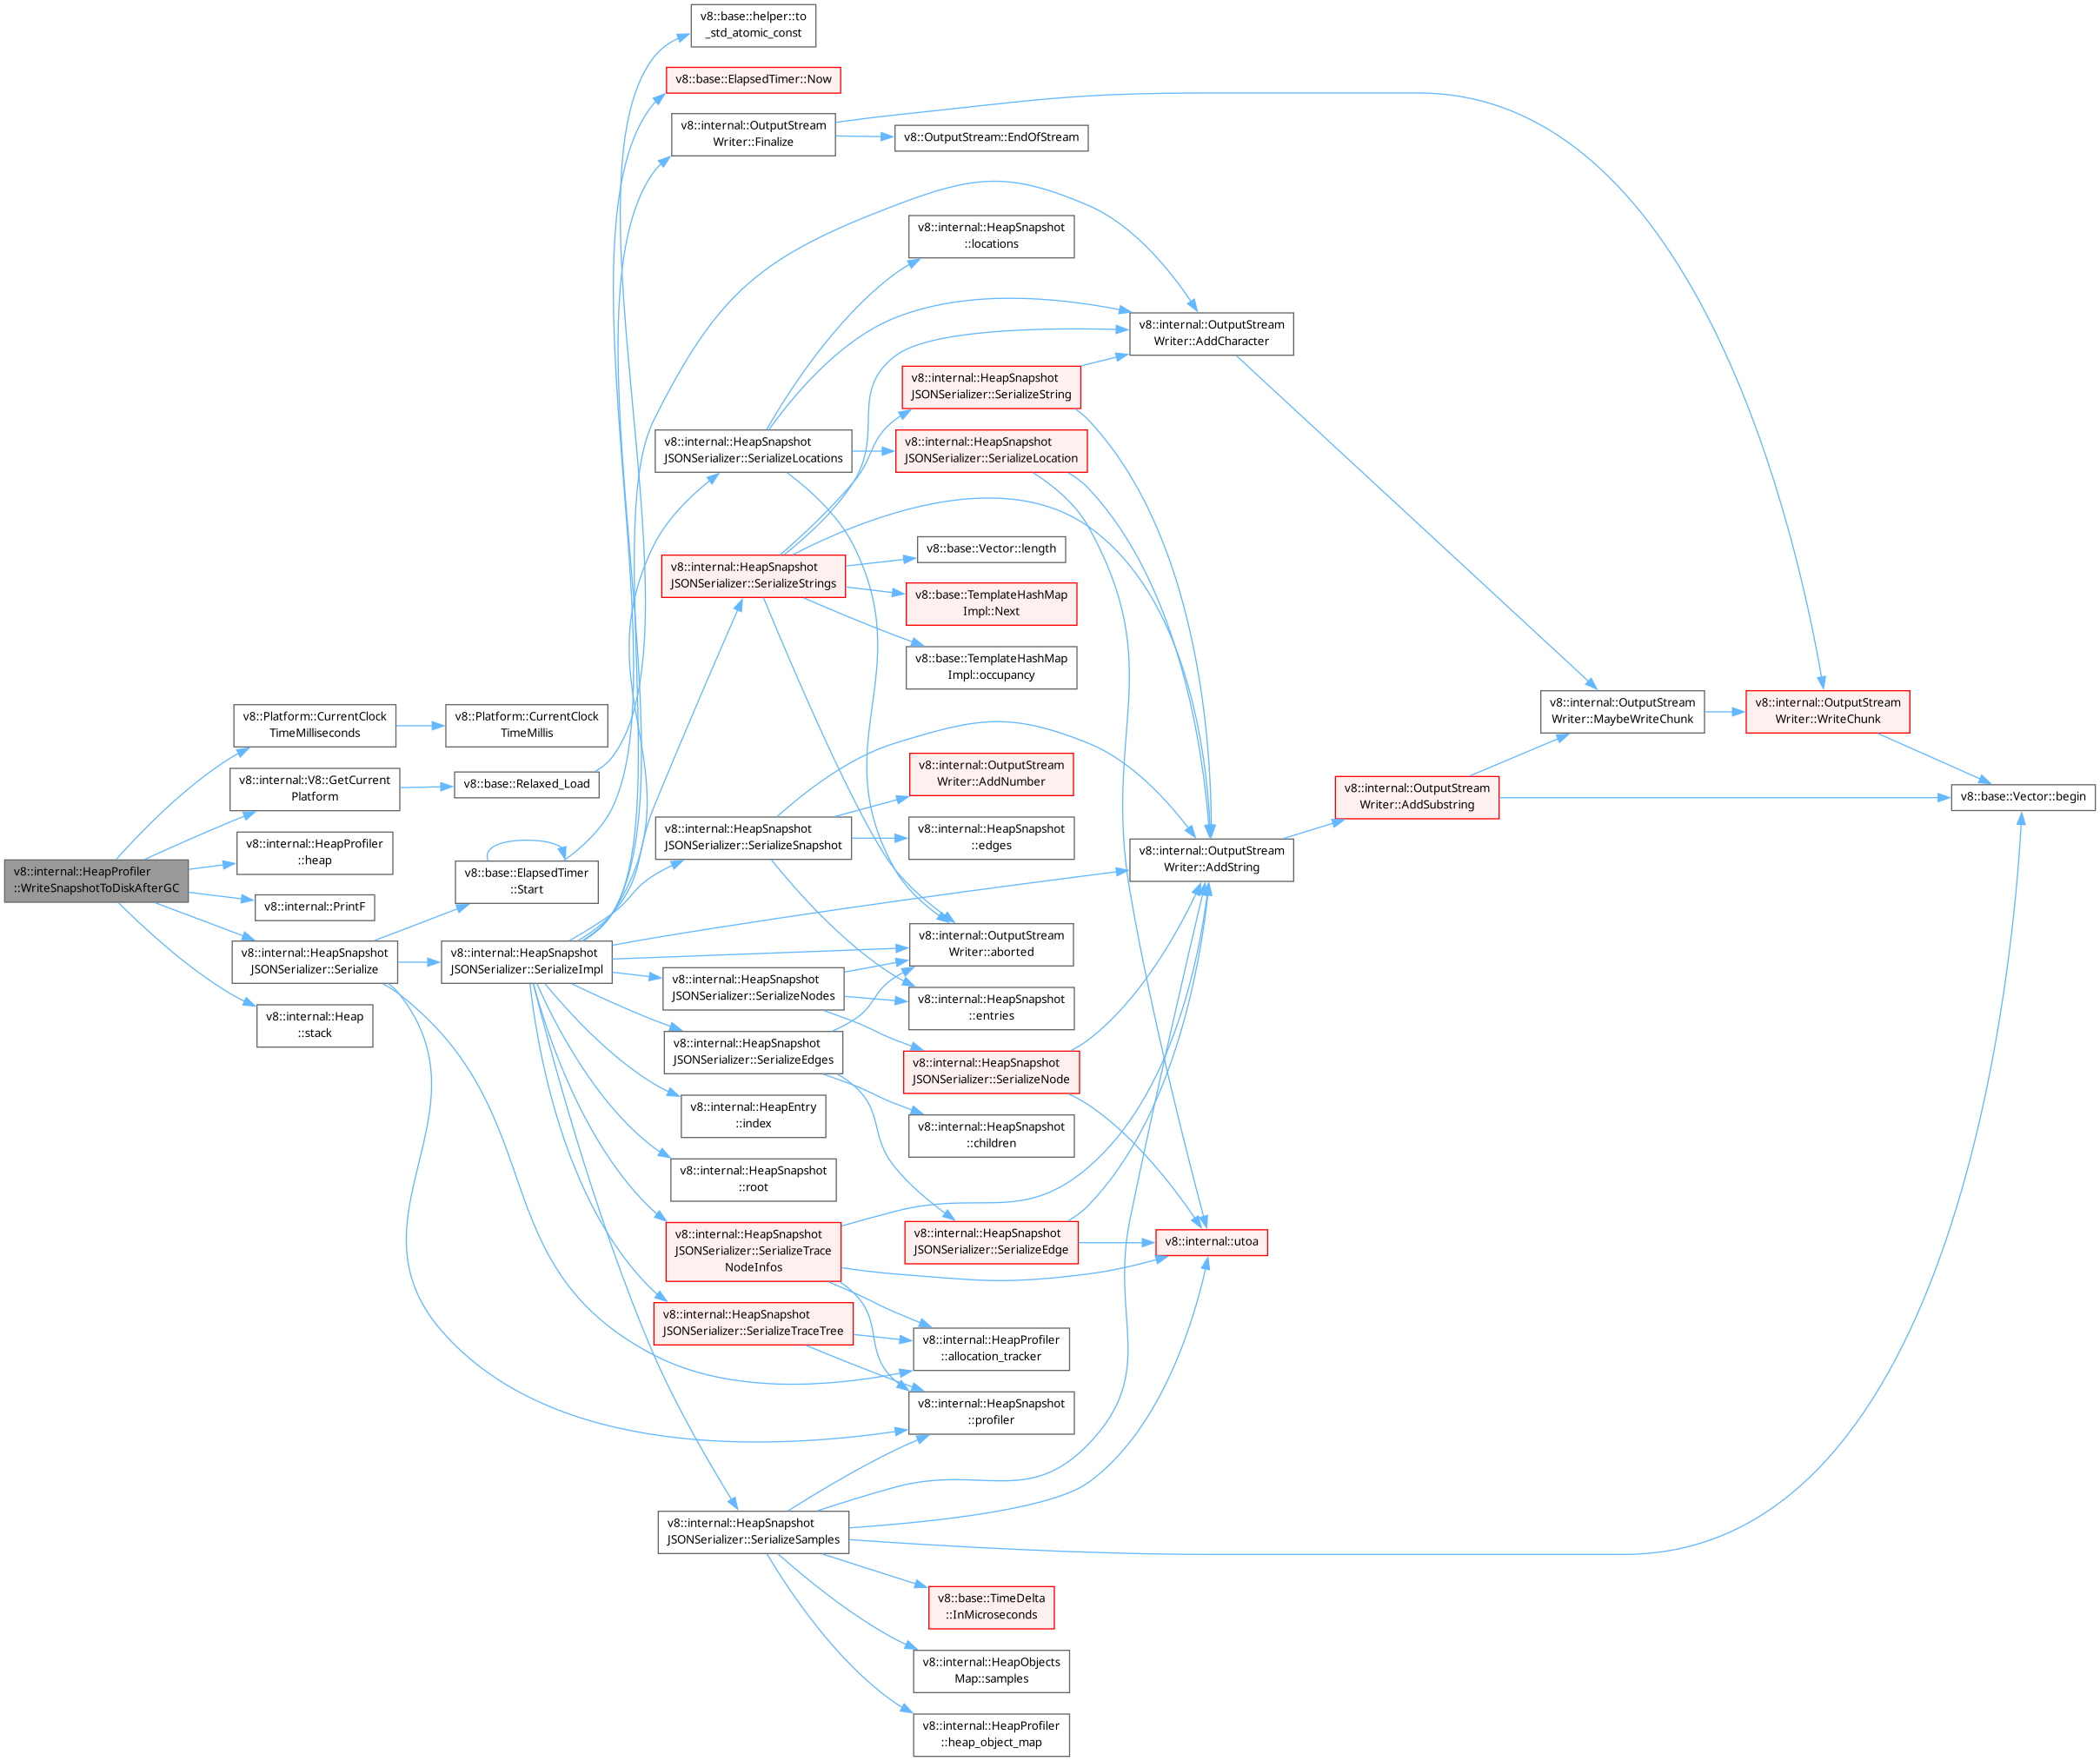 v8::base::helper::to
_std_atomic_const
v8::base::ElapsedTimer::Now
v8::internal::OutputStream
Writer::Finalize
v8::OutputStream::EndOfStream
v8::internal::HeapSnapshot
::locations
v8::internal::OutputStream
Writer::AddCharacter
v8::internal::HeapSnapshot
JSONSerializer::SerializeString
v8::internal::HeapSnapshot
JSONSerializer::SerializeLocations
v8::internal::HeapSnapshot
JSONSerializer::SerializeLocation
v8::base::Vector::length
v8::internal::HeapSnapshot
JSONSerializer::SerializeStrings
v8::base::TemplateHashMap
Impl::Next
v8::base::TemplateHashMap
Impl::occupancy
v8::Platform::CurrentClock
TimeMilliseconds
v8::Platform::CurrentClock
TimeMillis
v8::internal::OutputStream
Writer::MaybeWriteChunk
v8::internal::OutputStream
Writer::WriteChunk
v8::internal::V8::GetCurrent
Platform
v8::base::Relaxed_Load
v8::internal::OutputStream
Writer::AddNumber
v8::internal::OutputStream
Writer::AddSubstring
v8::base::Vector::begin
v8::internal::HeapProfiler
::heap
v8::internal::HeapSnapshot
JSONSerializer::SerializeSnapshot
v8::internal::HeapSnapshot
::edges
v8::internal::OutputStream
Writer::AddString
v8::internal::HeapProfiler
::WriteSnapshotToDiskAfterGC
v8::base::ElapsedTimer
::Start
v8::internal::PrintF
v8::internal::HeapSnapshot
JSONSerializer::Serialize
v8::internal::HeapSnapshot
JSONSerializer::SerializeImpl
v8::internal::OutputStream
Writer::aborted
v8::internal::HeapSnapshot
JSONSerializer::SerializeNodes
v8::internal::HeapSnapshot
::entries
v8::internal::Heap
::stack
v8::internal::HeapSnapshot
JSONSerializer::SerializeEdges
v8::internal::HeapSnapshot
JSONSerializer::SerializeNode
v8::internal::HeapEntry
::index
v8::internal::HeapSnapshot
::children
v8::internal::HeapSnapshot
::root
v8::internal::HeapSnapshot
JSONSerializer::SerializeTrace
NodeInfos
v8::internal::HeapSnapshot
JSONSerializer::SerializeEdge
v8::internal::utoa
v8::internal::HeapSnapshot
JSONSerializer::SerializeTraceTree
v8::internal::HeapProfiler
::allocation_tracker
v8::internal::HeapSnapshot
::profiler
v8::internal::HeapSnapshot
JSONSerializer::SerializeSamples
v8::base::TimeDelta
::InMicroseconds
v8::internal::HeapObjects
Map::samples
v8::internal::HeapProfiler
::heap_object_map